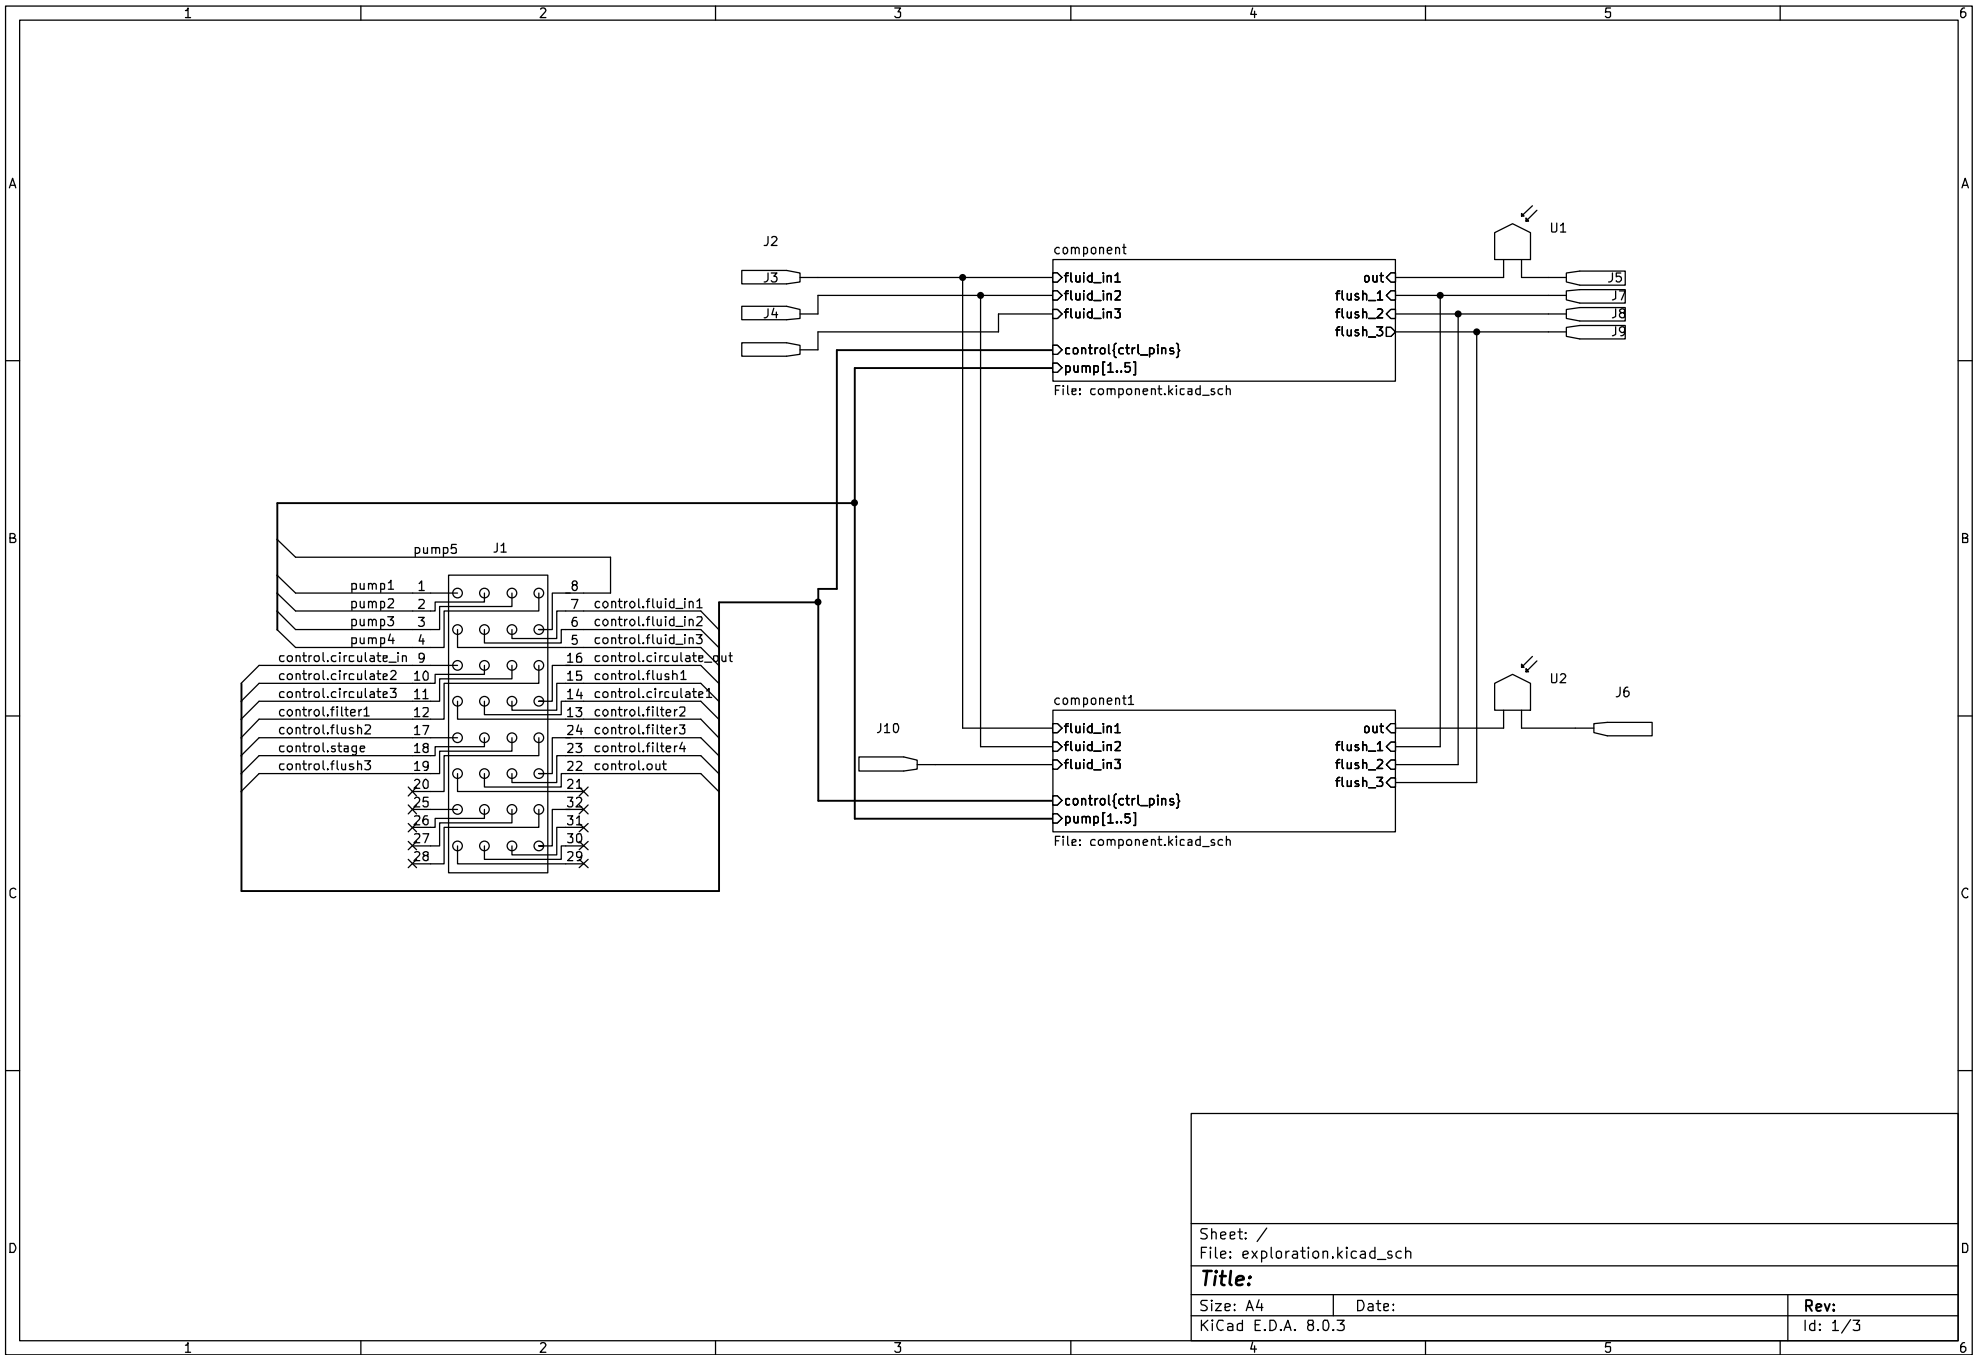 1 2 3 4 5 6
A A
B B
C C
D D
1 2 3 4 5 6
J2
J3
J4
component
fluid_in1
fluid_in2
fluid_in3
control{ctrl_pins}
pump[1..5]
out
flush_1
flush_2
flush_3
File: component.kicad_sch
U1
J5
J7
J8
J9
pump5 J1
pump1 1 8
pump2 2 7 control.fluid_in1
pump3 3 6 control.fluid_in2
pump4 4 5 control.fluid_in3
control.circulate_in 9 16 control.circulate_out
control.circulate2 10 15 control.flush1
control.circulate3 11 14 control.circulate1
control.filter1 12 13 control.filter2
control.flush2 17 24 control.filter3
control.stage 18 23 control.filter4
control.flush3 19 22 control.out
20 21
25 32
26 31
27 30
28 29
J10
component1
fluid_in1
fluid_in2
fluid_in3
control{ctrl_pins}
pump[1..5]
out
flush_1
flush_2
flush_3
File: component.kicad_sch
U2
J6
Sheet: /
File: exploration.kicad_sch
Title:
Size: A4 Date: Rev:
KiCad E.D.A. 8.0.3 Id: 1/3